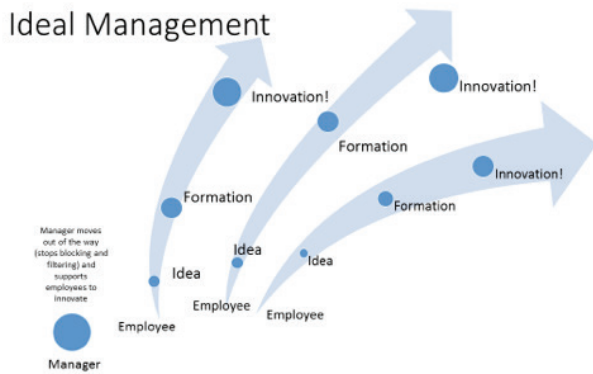 Ideal Management
Innovation!
Formation
Idea
Employee
Innovation!
Formation
Idea
Employee
Innovation!
Formation
Idea
Employee
Manager moves
out of the way
(stops blocking and
filtering) and
supports
employees to
innovate
Manager